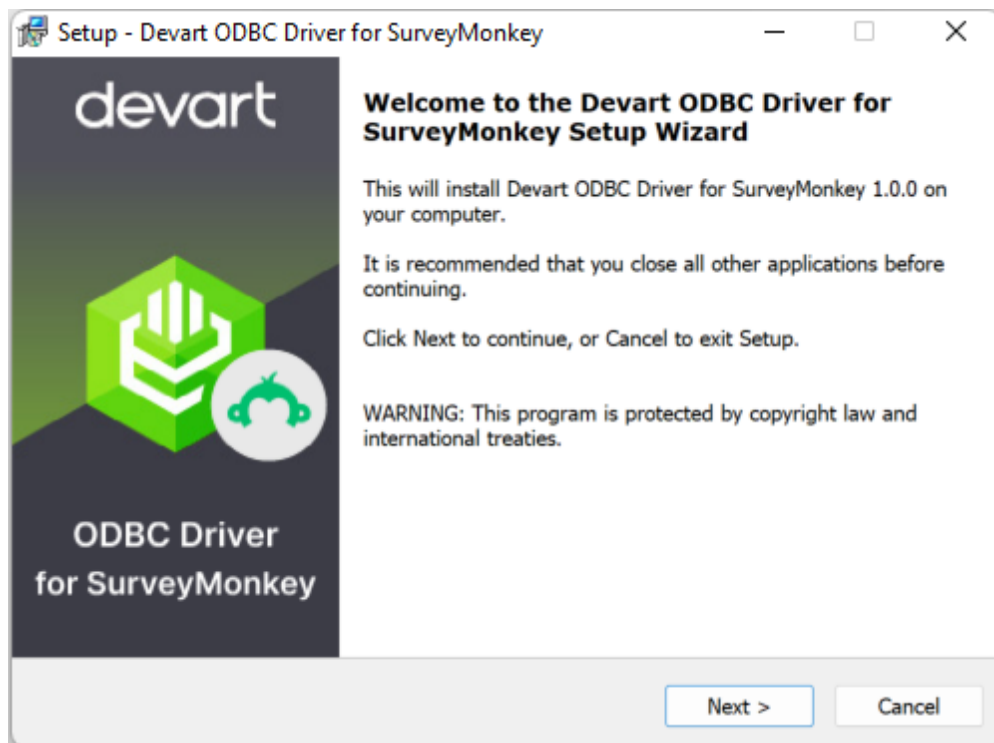 Setup - Devart ODBC Driver for SurveyMonkey
devart
ODBC Driver
for SurveyMonkey
Welcome to the Devart ODBC Driver for
SurveyMonkey Setup Wizard
This will install Devart ODBC Driver for SurveyMonkey 1.0.0 on
your computer.
It is recommended that you close all other applications before
continuing.
Click Next to continue, or Cancel to exit Setup.
WARNING: This program is protected by copyright law and
international treaties.
Next >
Cancel